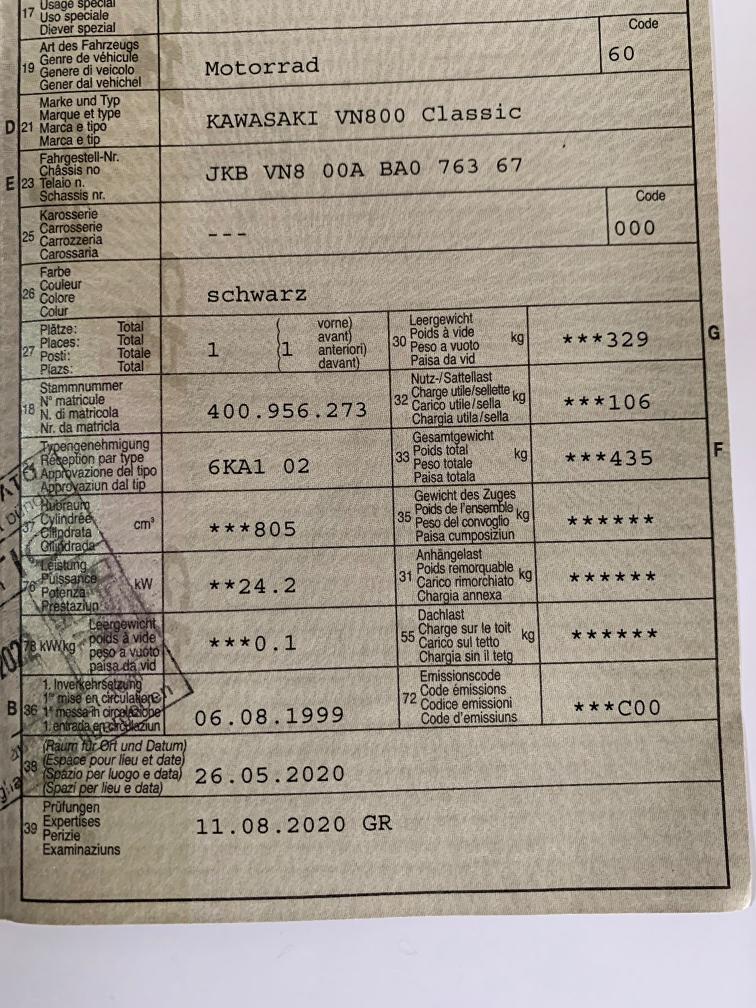 17 Usage spécial
Uso speciale
Diever spezial
19 Art des Fahrzeugs
Genre de véhicule
Genere di veicolo
Gener dal vehichel
Motorrad
Code
60
D 21 Marke und Typ
Marque et type
Marca e tipo
Marca e tip
KAWASAKI VN800 Classic
E 23 Fahrgestell-Nr.
Châssis no
Telaio n.
Schassis nr.
JKB VN8 00A BA0 763 67
25 Karosserie
Carrosserie
Carrozzeria
Carossaria
---
Code
000
26 Farbe
Couleur
Colore
Colur
schwarz
27 Plätze: Total
Places: Total
Posti: Totale
Plazs: Total
1
(1 vorne)
avant)
anteriori)
davant)
30 Leergewicht
Poids à vide
Peso a vuoto
Paisa da vid
kg
***329
G
18 Stammnummer
N° matricule
N. di matricola
Nr. da matricla
400.956.273
32 Nutz-/Sattellast
Charge utile/sellette
Carico utile/sella
Chargia utila/sella
kg
***106
Typengenehmigung
Réception par type
Approvazione del tipo
Approvaziun dal tip
6KA1 02
33 Gesamtgewicht
Poids total
Peso totale
Paisa totala
kg
***435
F
37 Hubraum
Cylindrée
Cilindrata
Cilindrada
cm³
***805
35 Gewicht des Zuges
Poids de l'ensemble
Peso del convoglio
Paisa cumposiziun
kg
******
76 Leistung
Puissance
Potenza
Prestaziun
kW
**24.2
31 Anhängelast
Poids remorquable
Carico rimorchiato
Chargia annexa
kg
******
78 kW/kg Leergewicht
poids à vide
peso a vuoto
paisa da vid
***0.1
55 Dachlast
Charge sur le toit
Carico sul tetto
Chargia sin il tetg
kg
******
B 36 1. Inverkehrsetzung
1re mise en circulation
1a messa in circolazione
1. entrada en circulaziun
06.08.1999
72 Emissionscode
Code émissions
Codice emissioni
Code d'emissiuns
***C00
38 (Raum für Ort und Datum)
(Espace pour lieu et date)
(Spazio per luogo e data)
(Spazi per lieu e data)
26.05.2020
39 Prüfungen
Expertises
Perizie
Examinaziuns
11.08.2020 GR